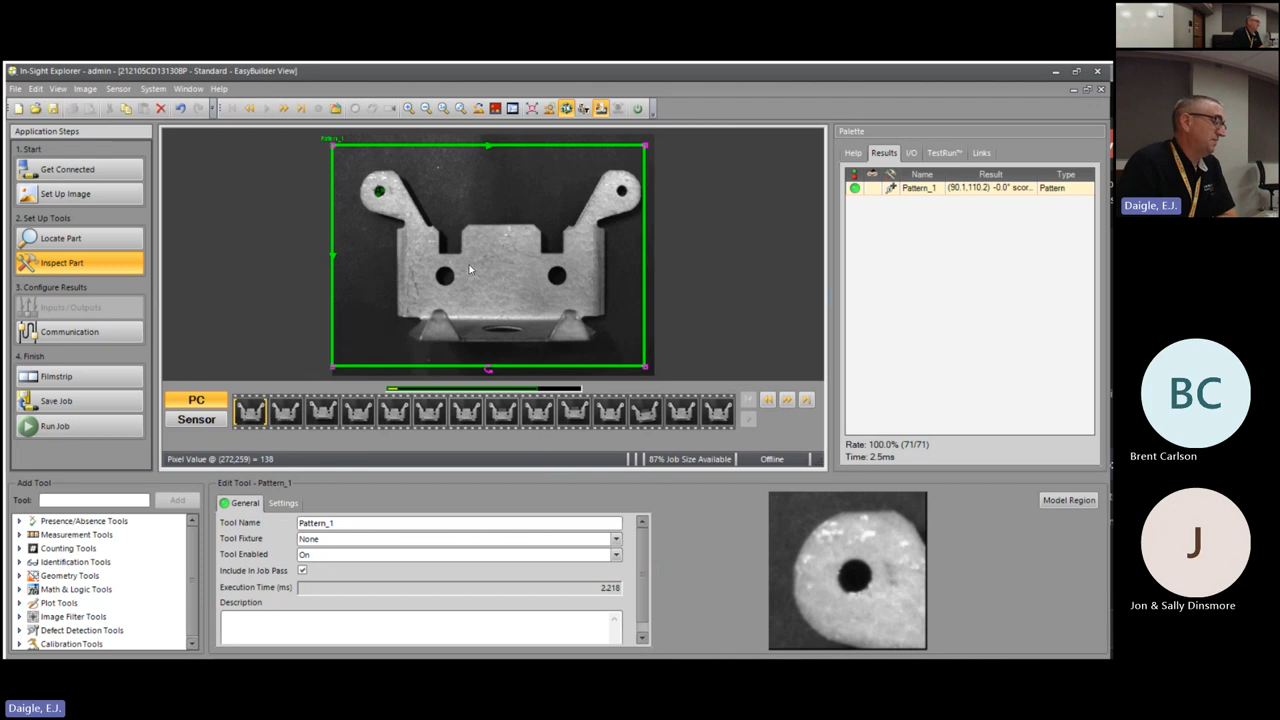 In-Sight Explorer - admin - [212105CD13130BP - Standard - EasyBuilder View]
File Edit View Image Sensor System Window Help
Application Steps
1. Start
Get Connected
Set Up Image
2. Set Up Tools
Locate Part
Inspect Part
3. Configure Results
Inputs/Outputs
Communication
4. Finish
Filmstrip
Save Job
Run Job
Pattern_1
PC
Sensor
Pixel Value @ (272,259) = 138
87% Job Size Available
Offline
Palette
Help Results I/O TestRun™ Links
Name Result Type
Pattern_1 (90.1,110.2) -0.0° scor... Pattern
Rate: 100.0% (71/71)
Time: 2.5ms
Add Tool
Tool:
Add
Presence/Absence Tools
Measurement Tools
Counting Tools
Identification Tools
Geometry Tools
Math & Logic Tools
Plot Tools
Image Filter Tools
Defect Detection Tools
Calibration Tools
Edit Tool - Pattern_1
General Settings
Tool Name Pattern_1
Tool Fixture None
Tool Enabled On
Include In Job Pass
Execution Time (ms) 2.218
Description
Model Region
Daigle, E.J.
BC
Brent Carlson
J
Jon & Sally Dinsmore
Daigle, E.J.